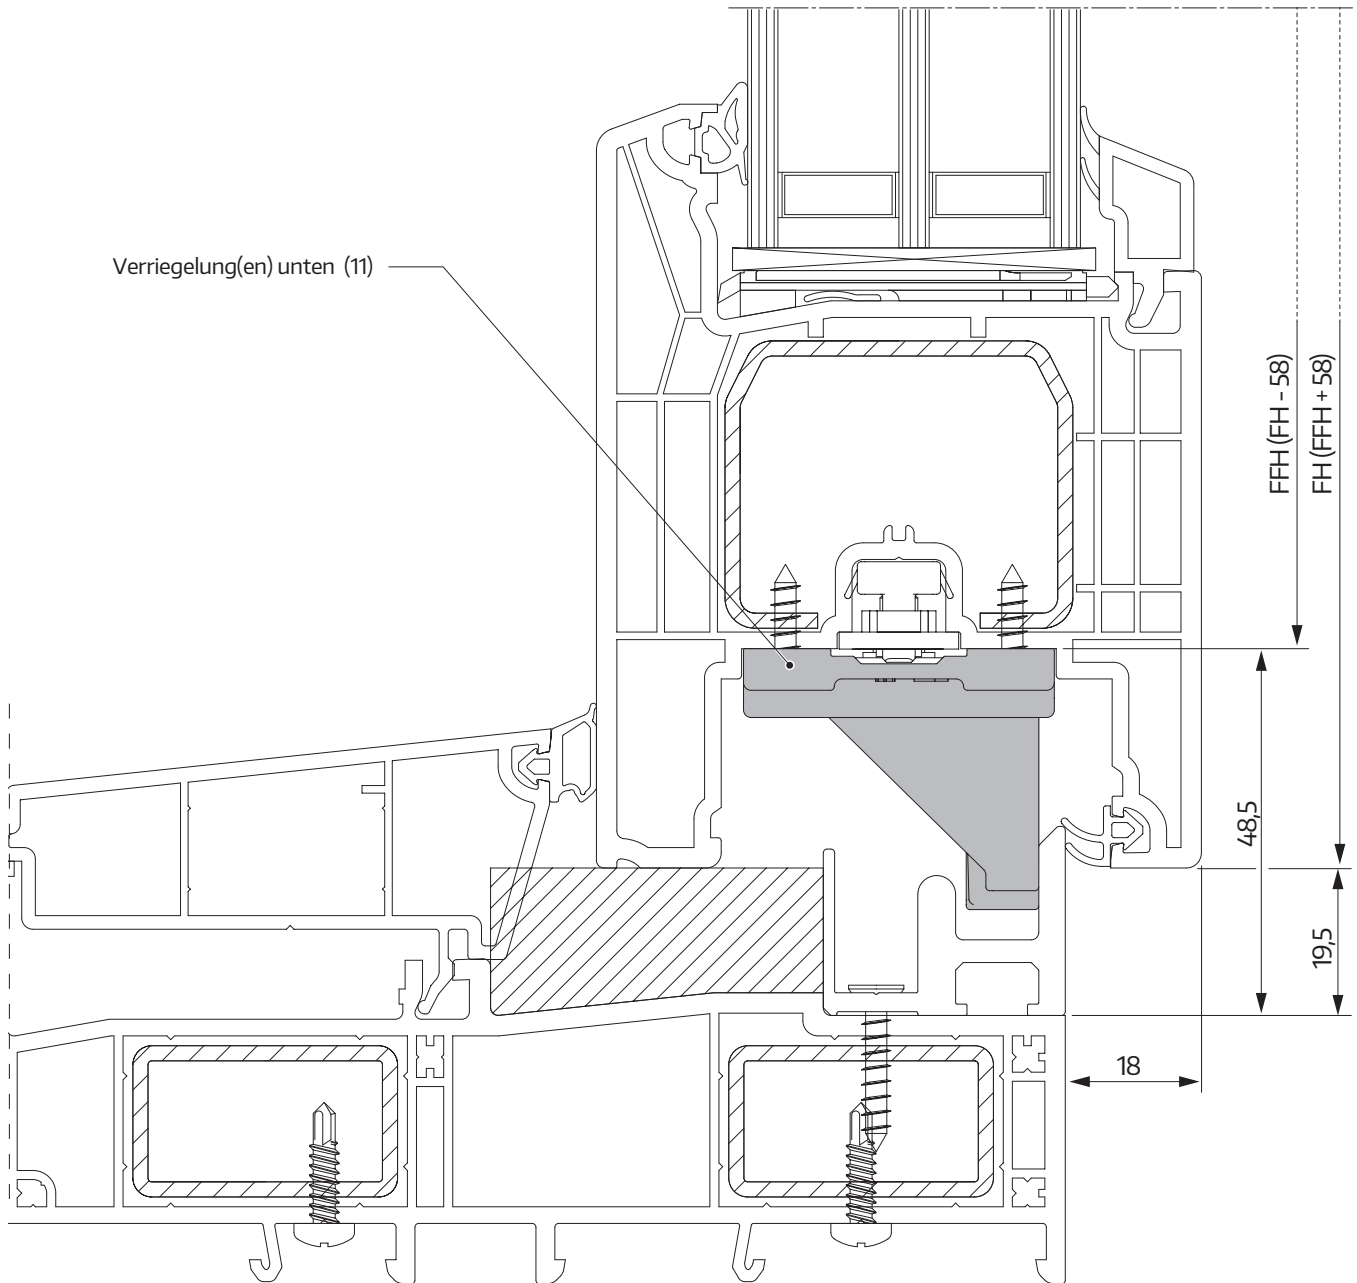 Verriegelung(en) unten (11)
FFH (FH - 58)
FH (FFH + 58)
48,5
19,5
18